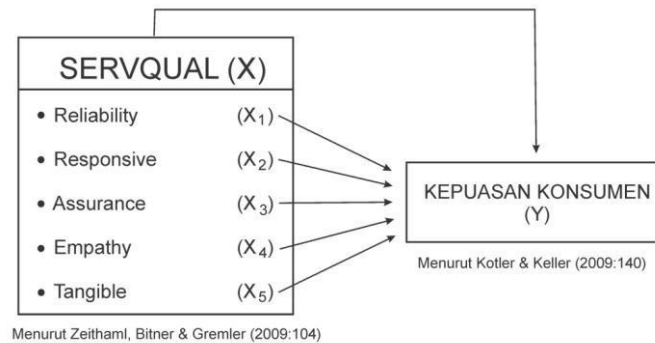 SERVQUAL (X)
• Reliability (X₁)
• Responsive (X₂)
• Assurance (X₃)
• Empathy (X₄)
• Tangible (X₅)
Menurut Zeithaml, Bitner & Gremler (2009:104)
KEPUASAN KONSUMEN
(Y)
Menurut Kotler & Keller (2009:140)